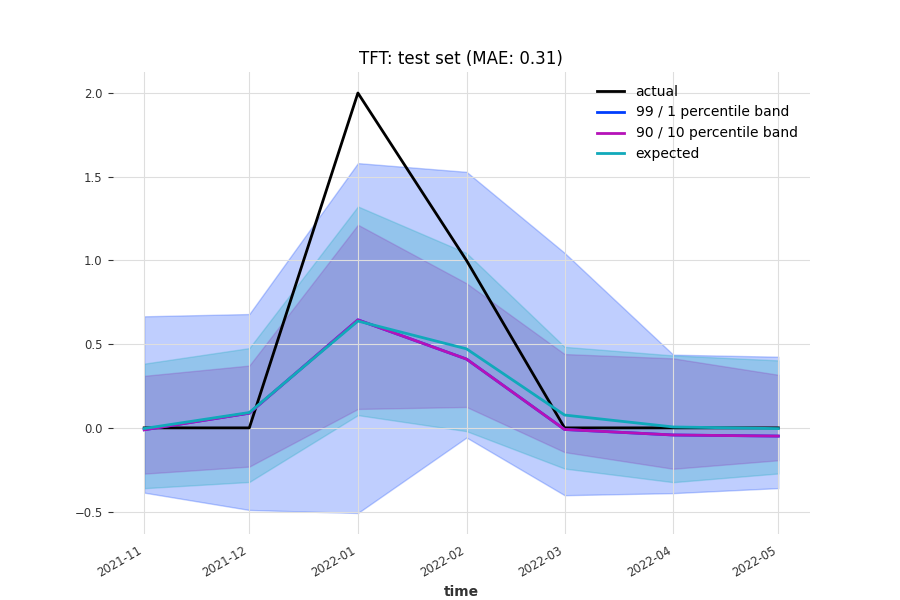 TFT: test set (MAE: 0.31)
actual
99 / 1 percentile band
90 / 10 percentile band
expected
2.0
1.5
1.0
0.5
0.0
−0.5
2021-11
2021-12
2022-01
2022-02
2022-03
2022-04
2022-05
time